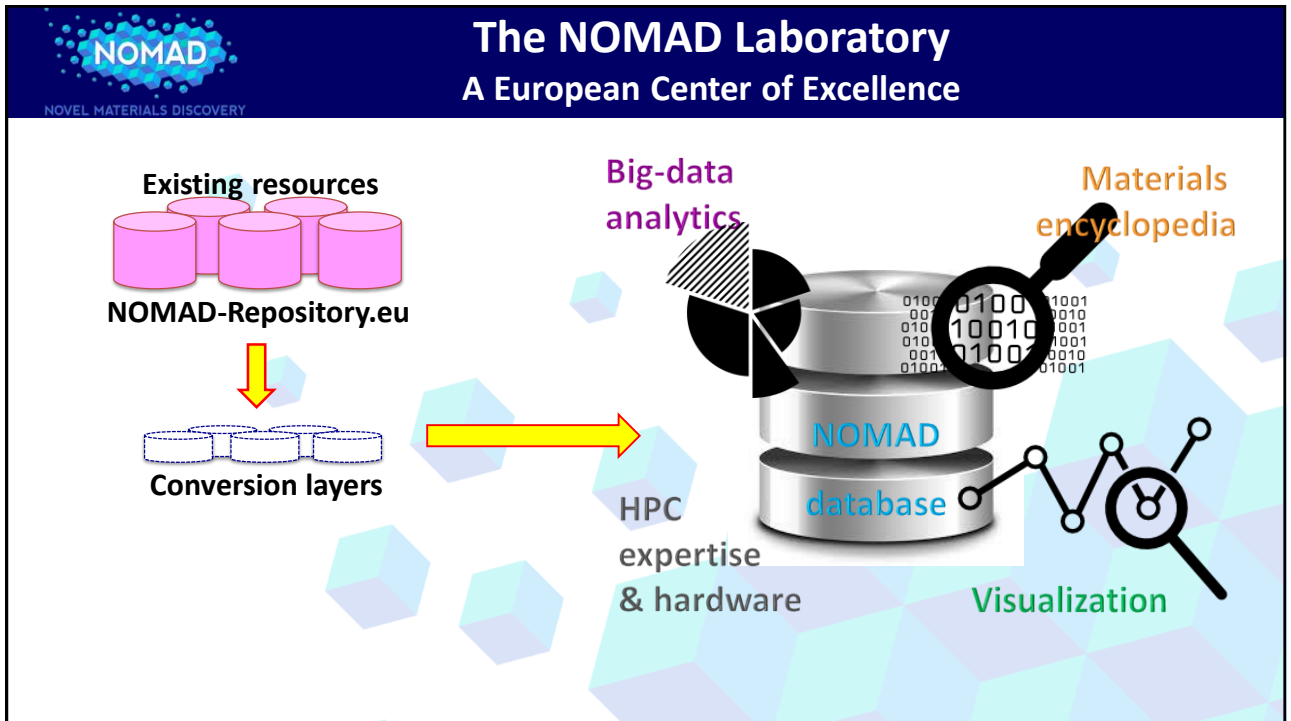 NOMAD
NOVEL MATERIALS DISCOVERY
The NOMAD Laboratory
A European Center of Excellence
Existing resources
NOMAD-Repository.eu
Conversion layers
Big-data
analytics
Materials
encyclopedia
NOMAD
database
HPC
expertise
& hardware
Visualization